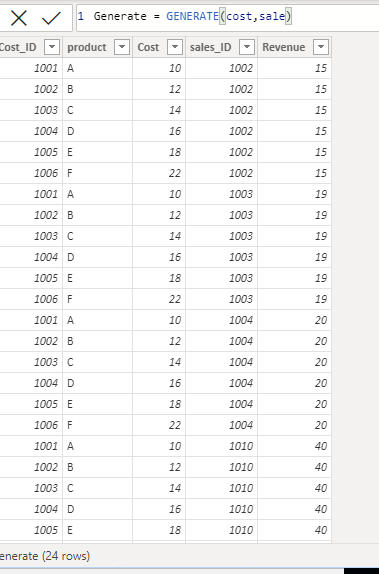 1 Generate = GENERATE(cost,sale)
Cost_ID product Cost sales_ID Revenue
1001 A 10 1002 15
1002 B 12 1002 15
1003 C 14 1002 15
1004 D 16 1002 15
1005 E 18 1002 15
1006 F 22 1002 15
1001 A 10 1003 19
1002 B 12 1003 19
1003 C 14 1003 19
1004 D 16 1003 19
1005 E 18 1003 19
1006 F 22 1003 19
1001 A 10 1004 20
1002 B 12 1004 20
1003 C 14 1004 20
1004 D 16 1004 20
1005 E 18 1004 20
1006 F 22 1004 20
1001 A 10 1010 40
1002 B 12 1010 40
1003 C 14 1010 40
1004 D 16 1010 40
1005 E 18 1010 40
enerate (24 rows)